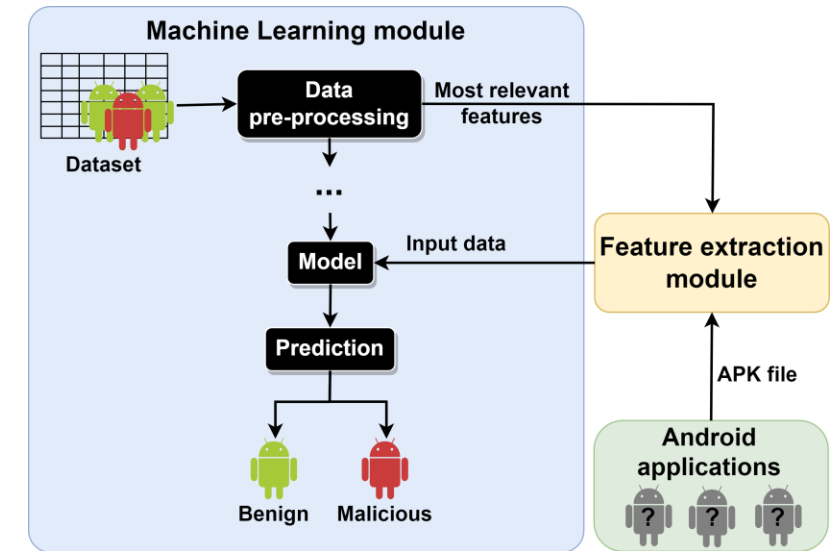 Machine Learning module
Dataset
Data
pre-processing
Most relevant
features
...
Model
Input data
Feature extraction
module
Prediction
APK file
Benign
Malicious
Android
applications
? ? ?